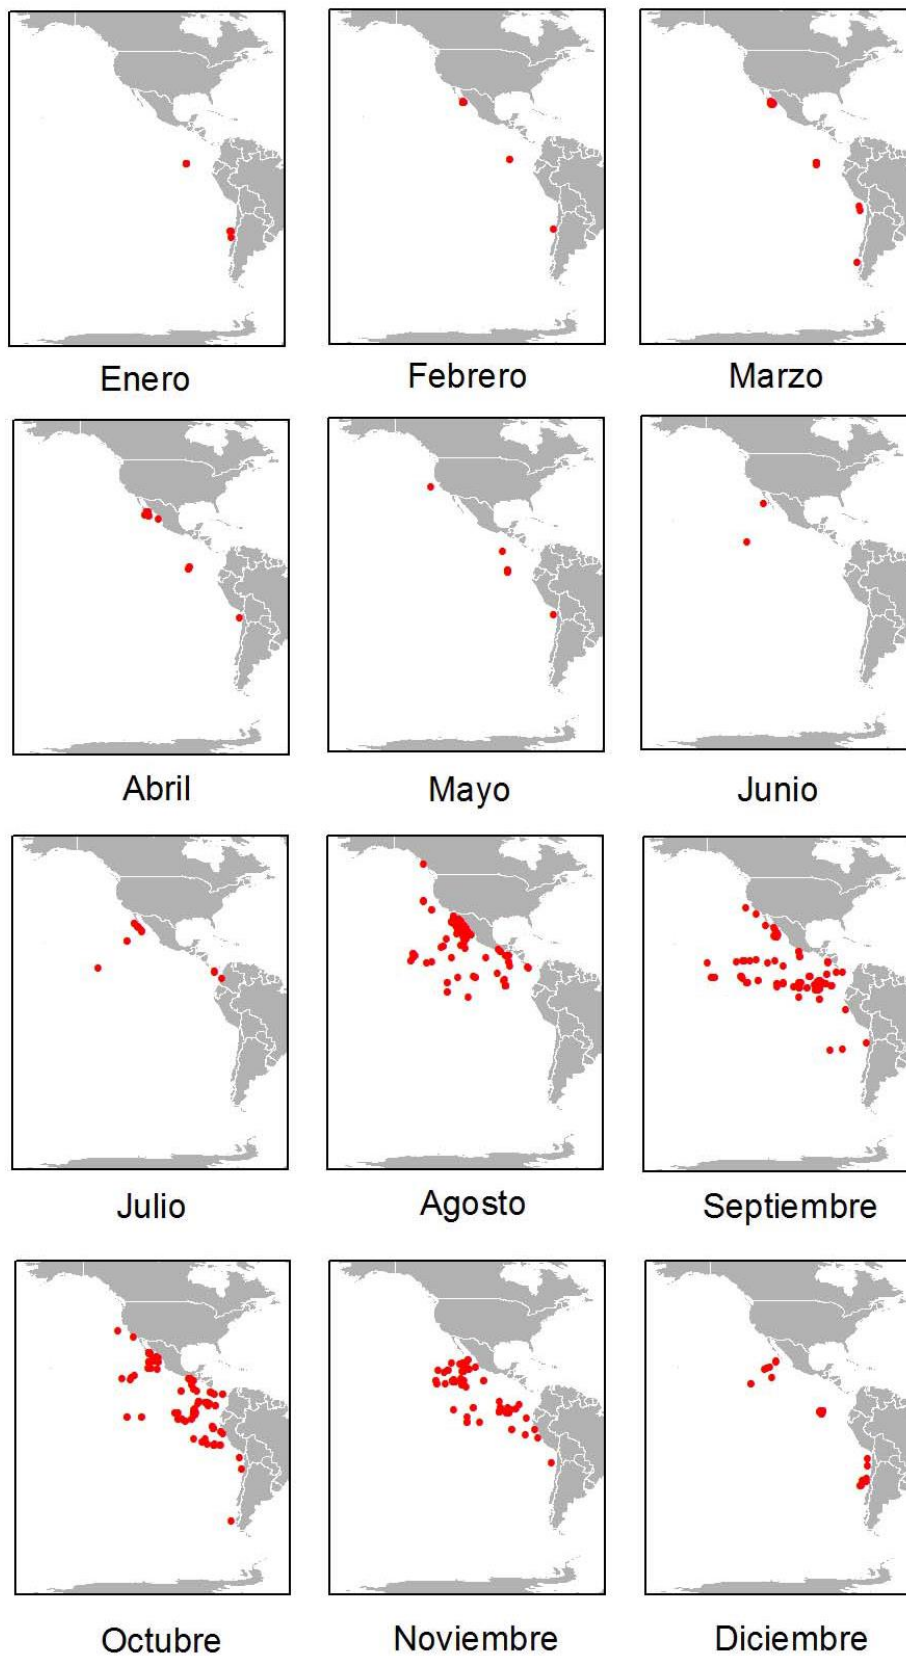 Enero
Febrero
Marzo
Abril
Mayo
Junio
Julio
Agosto
Septiembre
Octubre
Noviembre
Diciembre